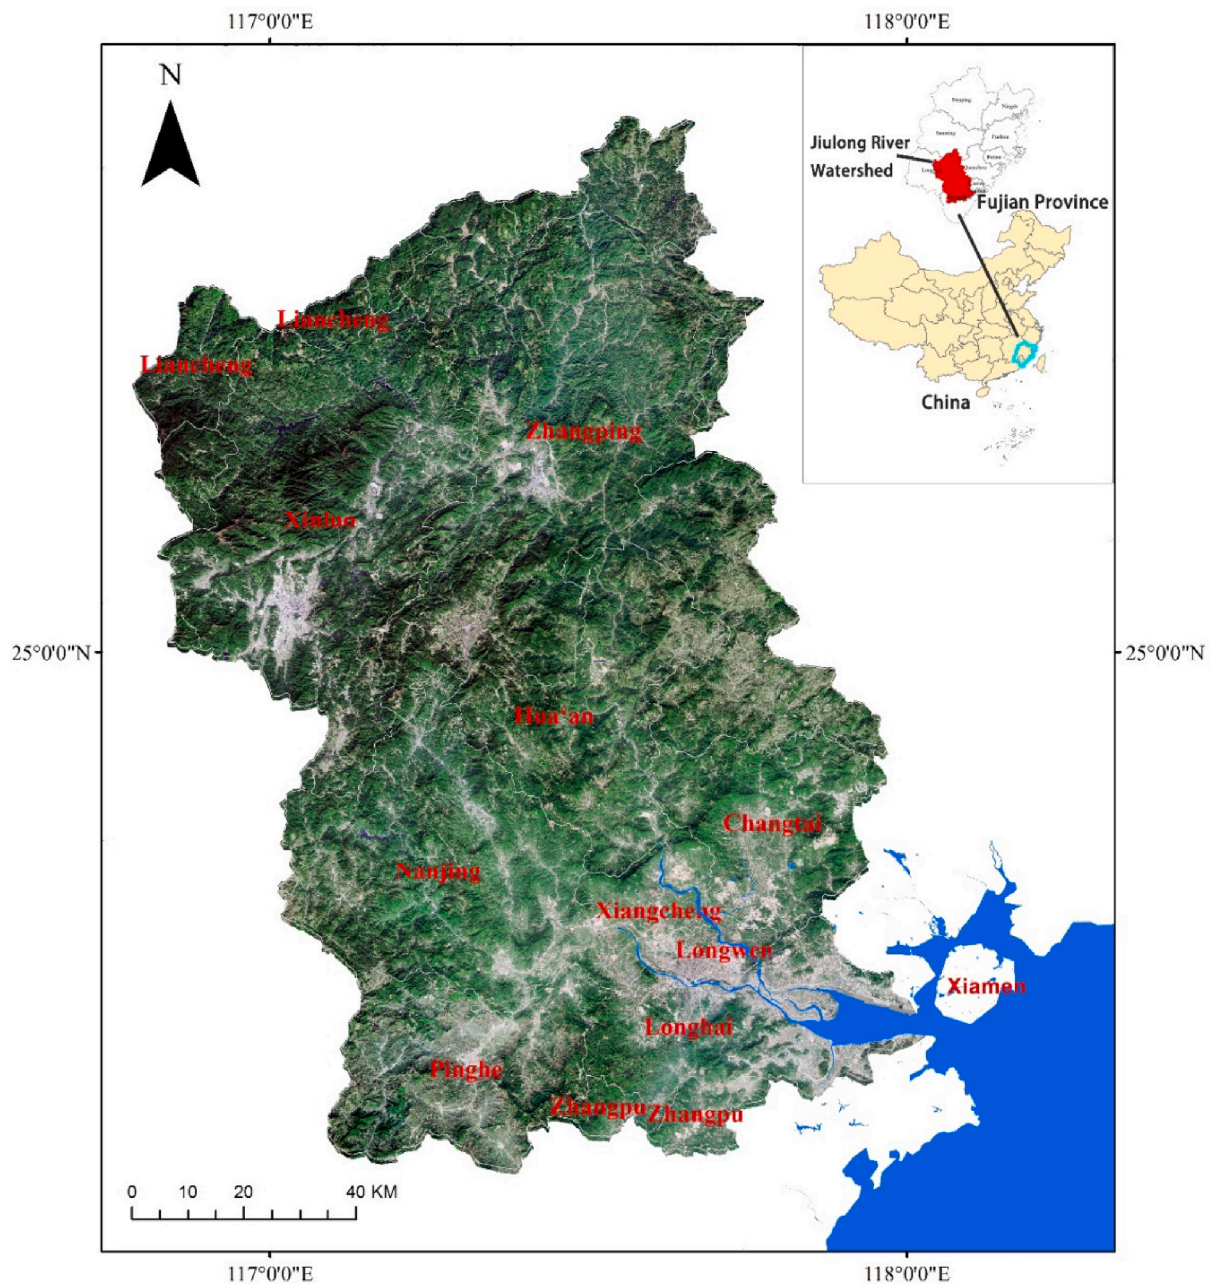 117°0'0"E
118°0'0"E
N
Jiulong River
Watershed
Fujian Province
China
Liancheng
Liancheng
Zhangping
Xinluo
25°0'0"N
25°0'0"N
Hua'an
Changtai
Nanjing
Xiangcheng
Longwen
Xiamen
Longhai
Pinghe
Zhangpu
Zhangpu
0 10 20 40 KM
117°0'0"E
118°0'0"E